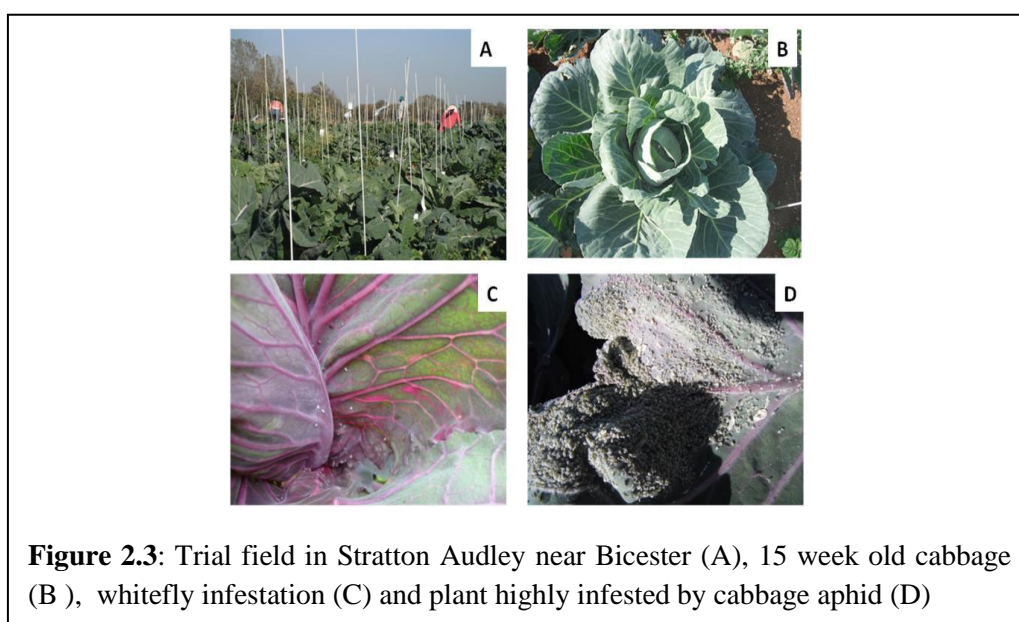 A
B
C
D
Figure 2.3: Trial field in Stratton Audley near Bicester (A), 15 week old cabbage
(B ), whitefly infestation (C) and plant highly infested by cabbage aphid (D)